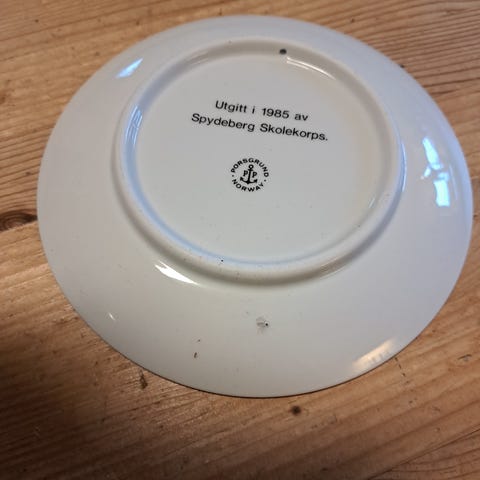 Utgitt i 1985 av
Spydeberg Skolekorps.
PORSGRUND
P P
NORWAY